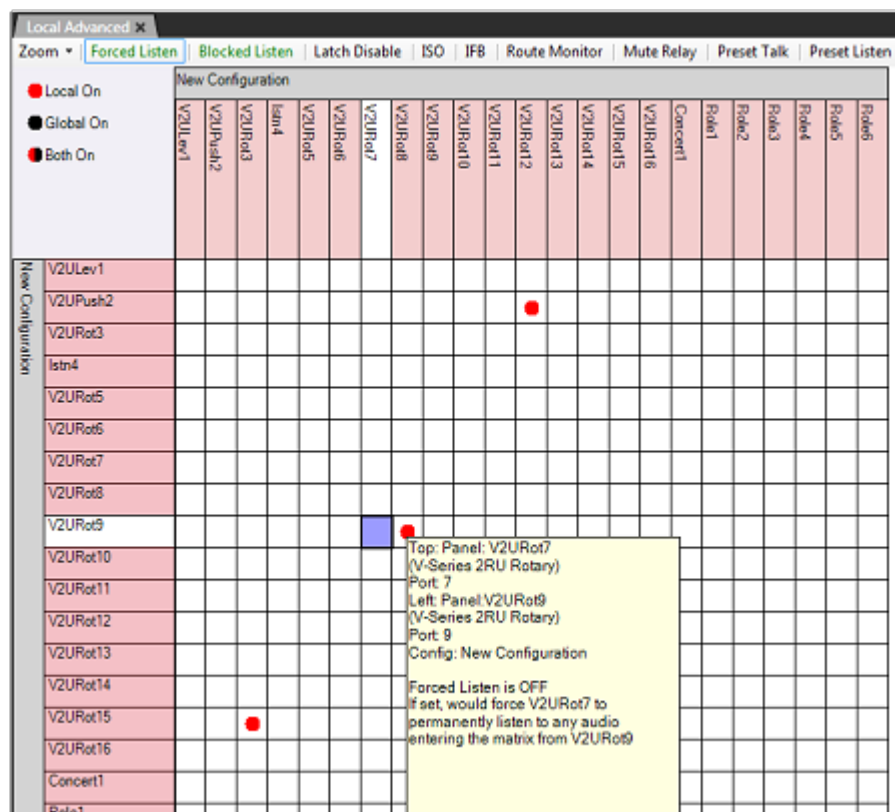 Local Advanced x
Zoom Forced Listen Blocked Listen Latch Disable ISO IFB Route Monitor Mute Relay Preset Talk Preset Listen
Local On
Global On
Both On
New Configuration
V2ULev1
V2UPush2
V2URot3
lstn4
V2URot5
V2URot6
V2URot7
V2URot8
V2URot9
V2URot10
V2URot11
V2URot12
V2URot13
V2URot14
V2URot15
V2URot16
Concert1
Role1
Role2
Role3
Role4
Role5
Role6
New Configuration
V2ULev1
V2UPush2
V2URot3
lstn4
V2URot5
V2URot6
V2URot7
V2URot8
V2URot9
V2URot10
V2URot11
V2URot12
V2URot13
V2URot14
V2URot15
V2URot16
Concert1
Role1
Top: Panel: V2URot7
(V-Series 2RU Rotary)
Port: 7
Left: Panel:V2URot9
(V-Series 2RU Rotary)
Port: 9
Config: New Configuration
Forced Listen is OFF
If set, would force V2URot7 to
permanently listen to any audio
entering the matrix from V2URot9